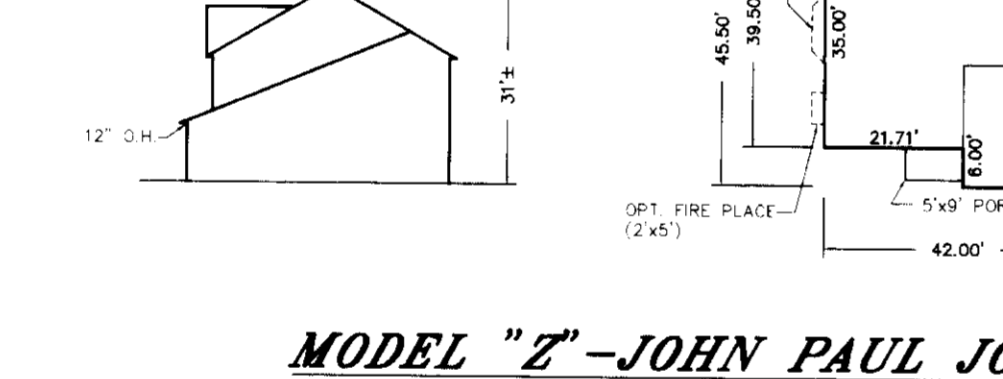 12" O.H.
31'±
45.50'
39.50
35.00'
21.71'
6.00'
OPT. FIRE PLACE
(2'x5')
5'x9' POR
42.00'
MODEL "Z"-JOHN PAUL JO